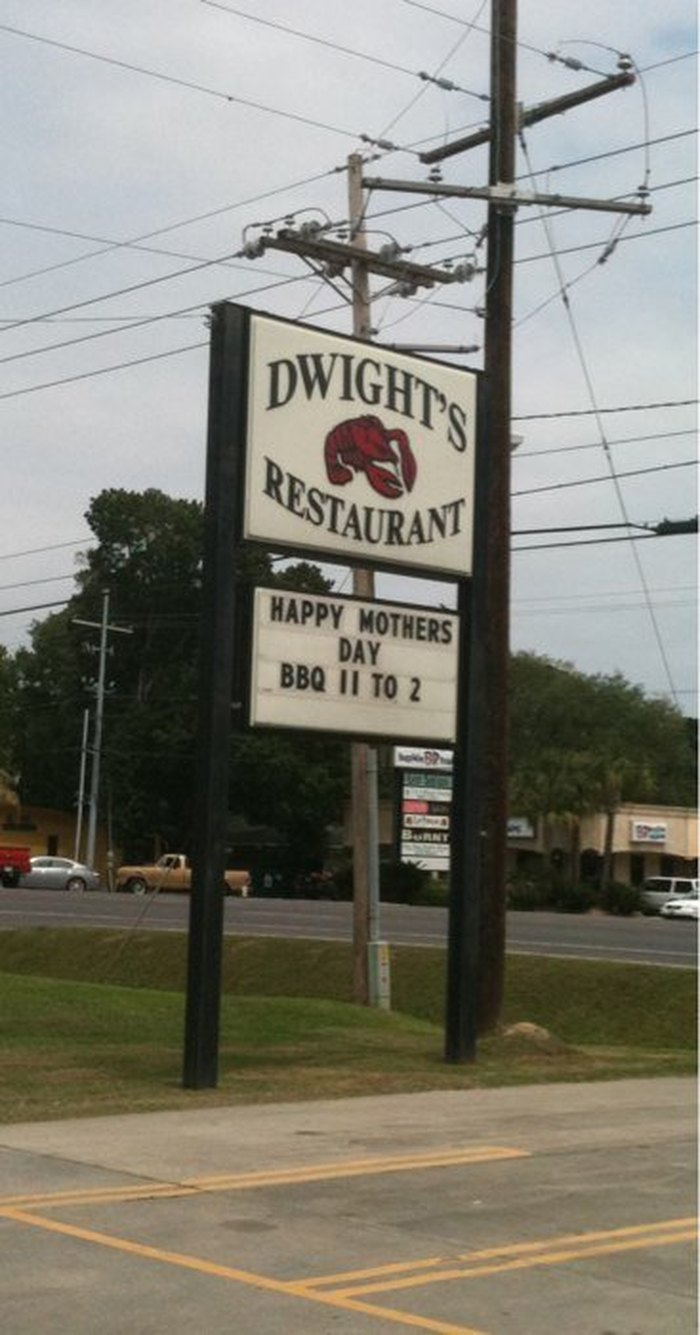 DWIGHT'S
RESTAURANT
HAPPY MOTHERS
DAY
BBQ 11 TO 2
BURNT